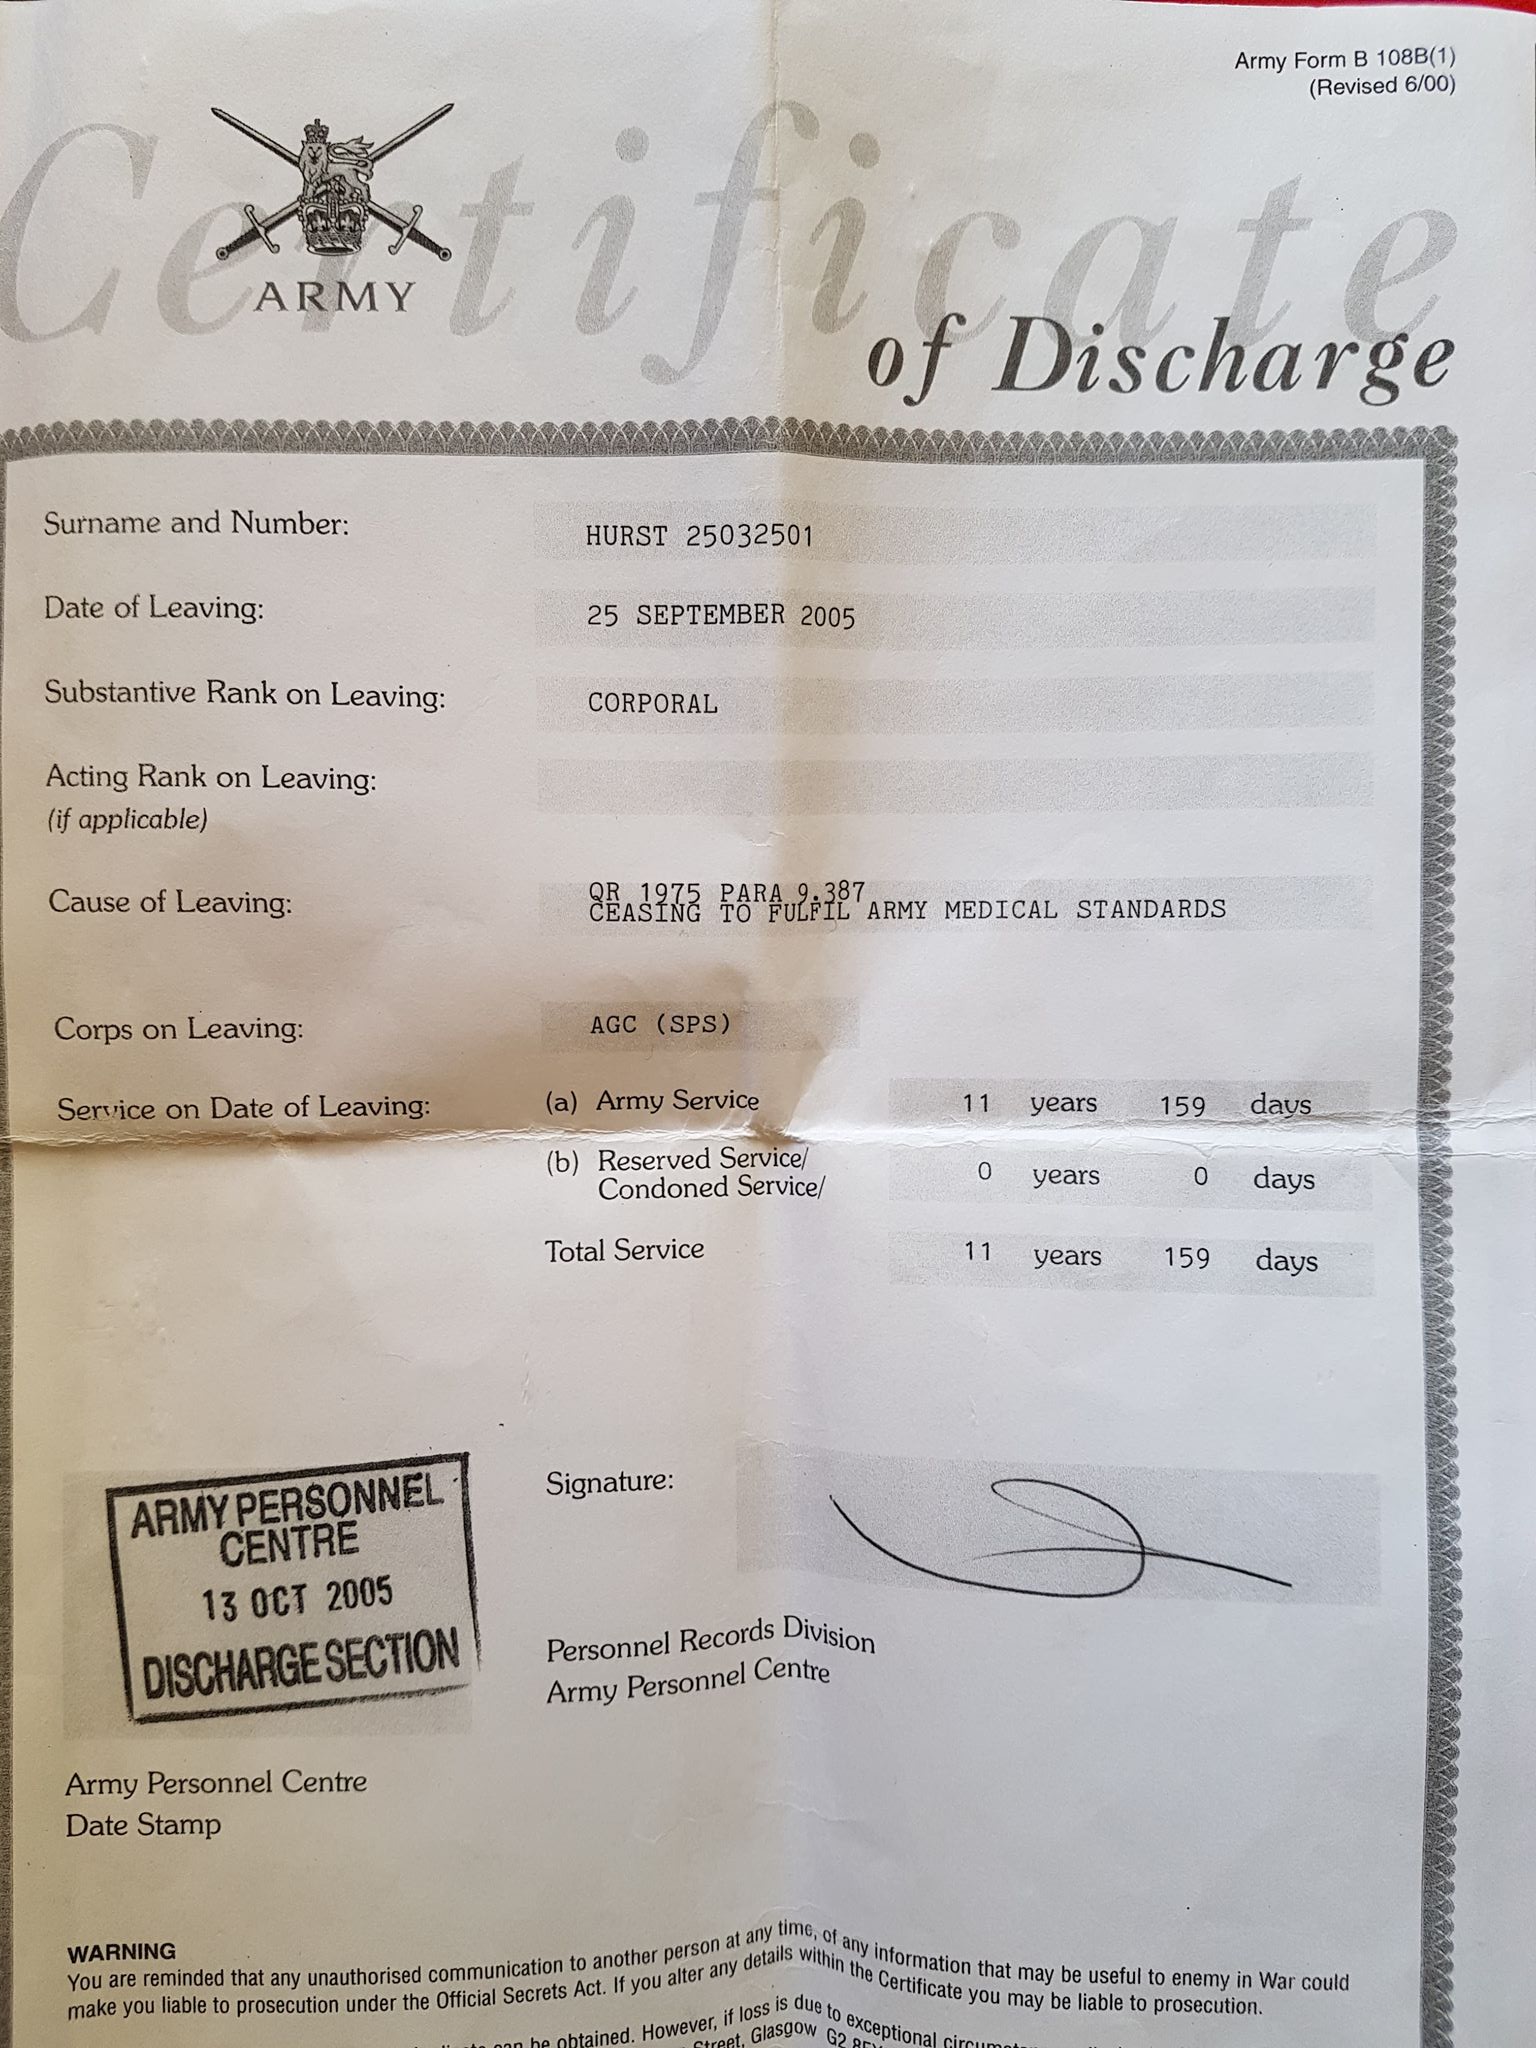 Army Form B 108B(1)
(Revised 6/00)
Certificate
ARMY
of Discharge
Surname and Number: HURST 25032501
Date of Leaving: 25 SEPTEMBER 2005
Substantive Rank on Leaving: CORPORAL
Acting Rank on Leaving:
(if applicable)
Cause of Leaving: QR 1975 PARA 9.387
CEASING TO FULFIL ARMY MEDICAL STANDARDS
Corps on Leaving: AGC (SPS)
Service on Date of Leaving: (a) Army Service 11 years 159 days
(b) Reserved Service/ 0 years 0 days
Condoned Service/
Total Service 11 years 159 days
ARMY PERSONNEL
CENTRE
13 OCT 2005
DISCHARGE SECTION
Signature:
Personnel Records Division
Army Personnel Centre
Army Personnel Centre
Date Stamp
WARNING
You are reminded that any unauthorised communication to another person at any time, of any information that may be useful to enemy in War could
make you liable to prosecution under the Official Secrets Act. If you alter any details within the Certificate you may be liable to prosecution.
can be obtained. However, if loss is due to exceptional
Street, Glasgow G2